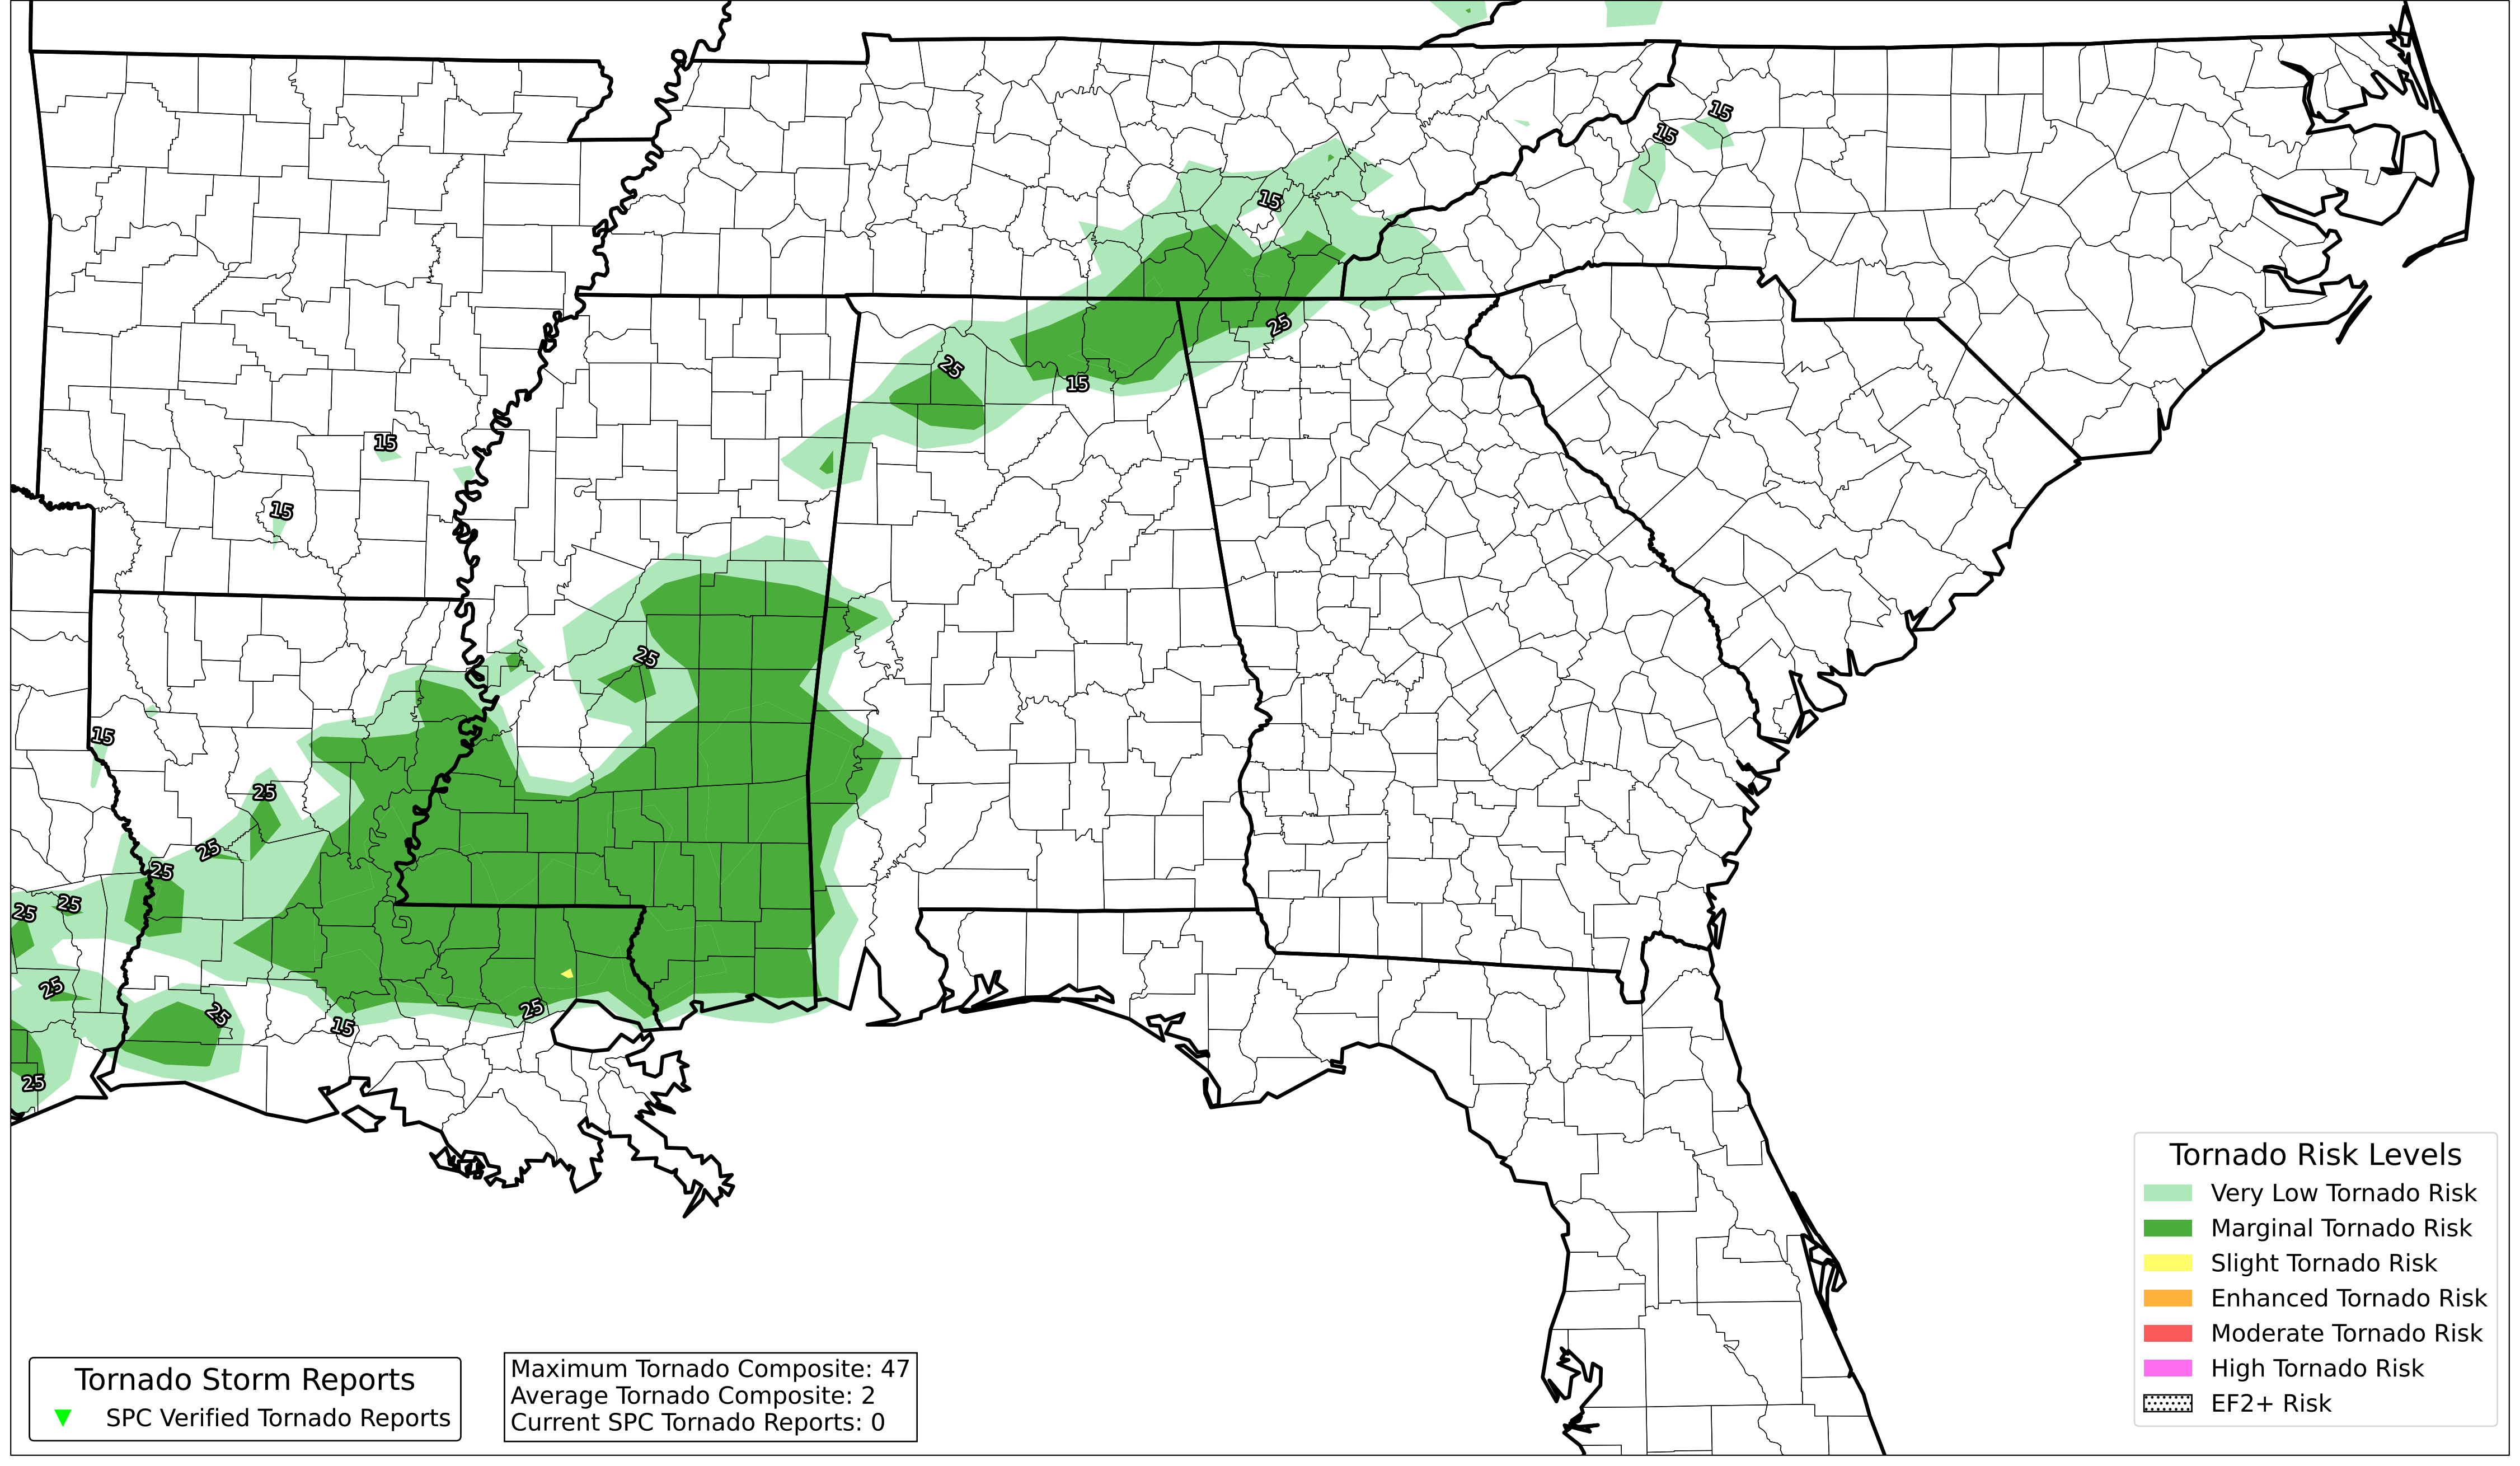 15
15
15
25
25
15
15
15
25
15
25
25
25
25
25
25
25
25
15
25
Tornado Risk Levels
Very Low Tornado Risk
Marginal Tornado Risk
Slight Tornado Risk
Enhanced Tornado Risk
Moderate Tornado Risk
High Tornado Risk
EF2+ Risk
Tornado Storm Reports
SPC Verified Tornado Reports
Maximum Tornado Composite: 47
Average Tornado Composite: 2
Current SPC Tornado Reports: 0